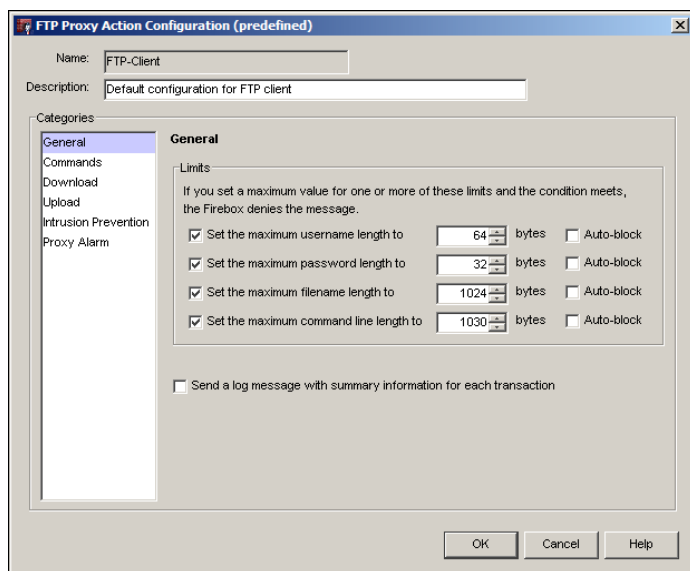 FTP Proxy Action Configuration (predefined)
Name: FTP-Client
Description: Default configuration for FTP client
Categories
General
Commands
Download
Upload
Intrusion Prevention
Proxy Alarm
General
Limits
If you set a maximum value for one or more of these limits and the condition meets,
the Firebox denies the message.
Set the maximum username length to 64 bytes Auto-block
Set the maximum password length to 32 bytes Auto-block
Set the maximum filename length to 1024 bytes Auto-block
Set the maximum command line length to 1030 bytes Auto-block
Send a log message with summary information for each transaction
OK Cancel Help